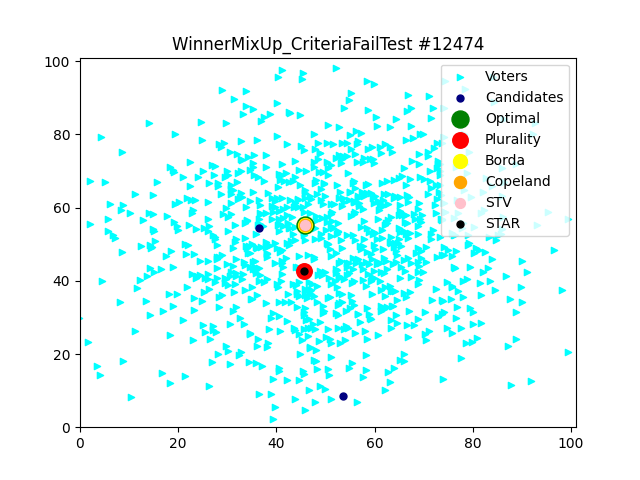 WinnerMixUp_CriteriaFailTest #12474
100
80
60
40
20
0
0
20
40
60
80
100
Voters
Candidates
Optimal
Plurality
Borda
Copeland
STV
STAR